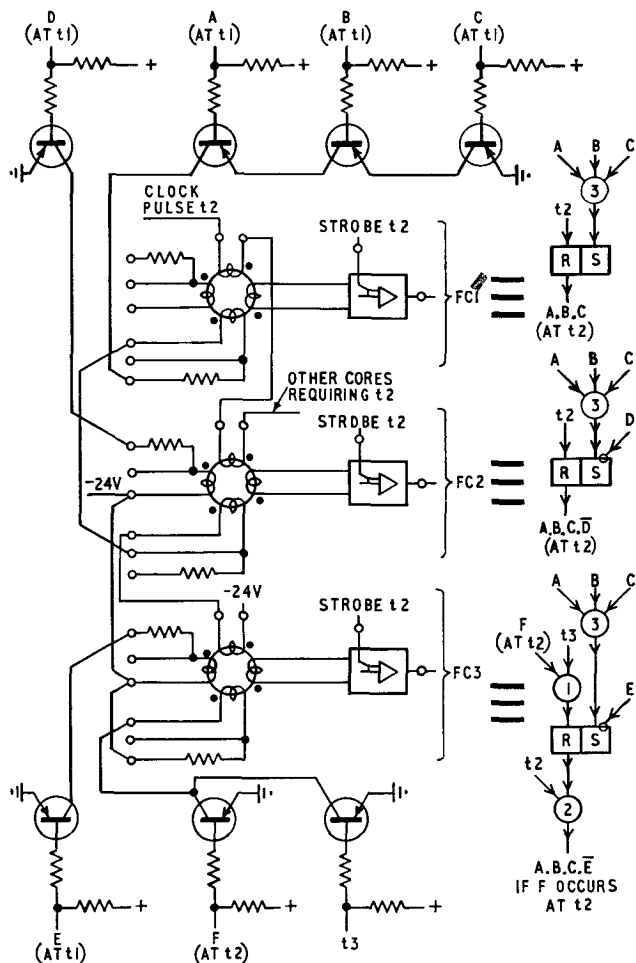 D
(AT t1)
A
(AT t1)
B
(AT t1)
C
(AT t1)
+
+
+
+
CLOCK
PULSE t2
STROBE t2
FC1
A B C
3
t2
R S
A.B.C
(AT t2)
OTHER CORES
REQUIRING t2
STROBE t2
-24V
FC2
A B C
3
t2
D
R S
A.B.C.D̅
(AT t2)
-24V
STROBE t2
FC3
A B C
3
F
(AT t2)
t3
1
E
R S
t2
2
A.B.C.E̅
IF F OCCURS
AT t2
+
+
+
E
(AT t1)
F
(AT t2)
t3